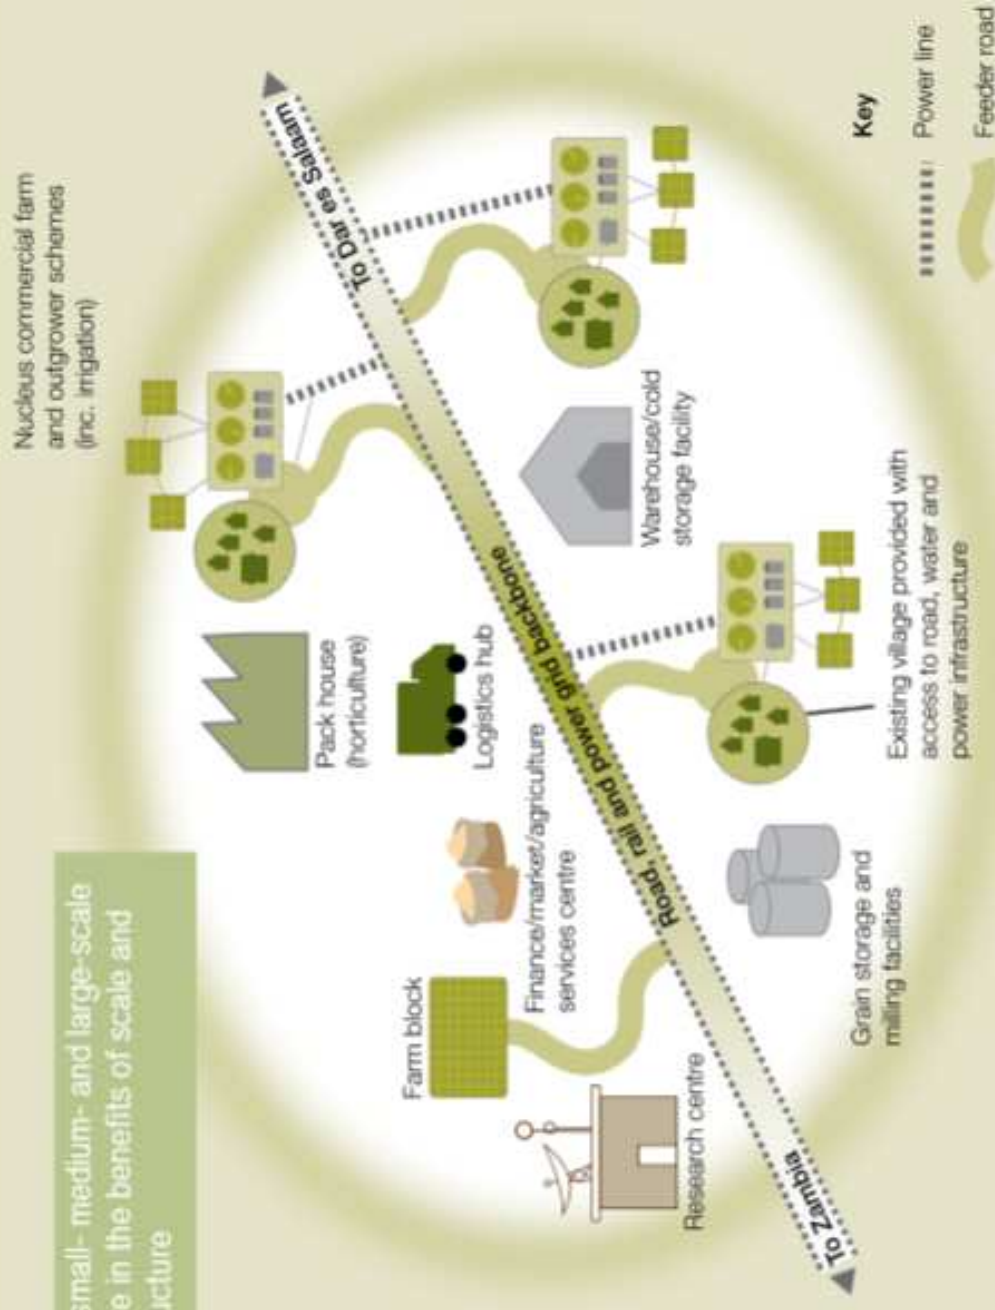 small- medium- and large-scale
e in the benefits of scale and
ucture
Nucleus commercial farm
and outgrower schemes
(inc. irrigation)
Pack house
(horticulture)
Logistics hub
Farm block
Finance/market/agriculture
services centre
Research centre
To Dar es Salaam
Road, rail and power grid backbone
To Zambia
Warehouse/cold
storage facility
Grain storage and
milling facilities
Existing village provided with
access to road, water and
power infrastructure
Key
Power line
Feeder road